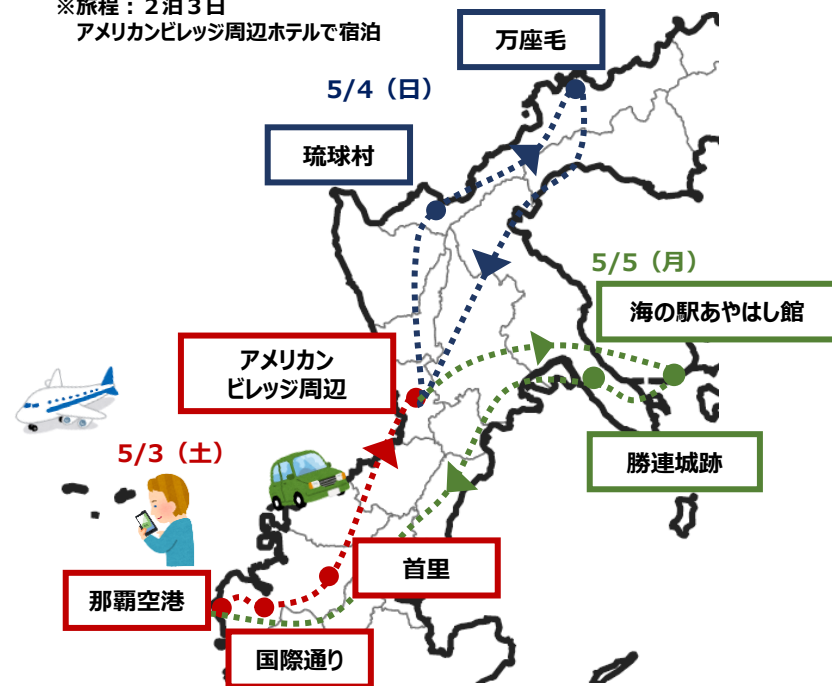 ※旅程：２泊３日
アメリカンビレッジ周辺ホテルで宿泊
万座毛
5/4（日）
琉球村
5/5（月）
海の駅あやはし館
アメリカン
ビレッジ周辺
5/3（土）
勝連城跡
首里
那覇空港
国際通り